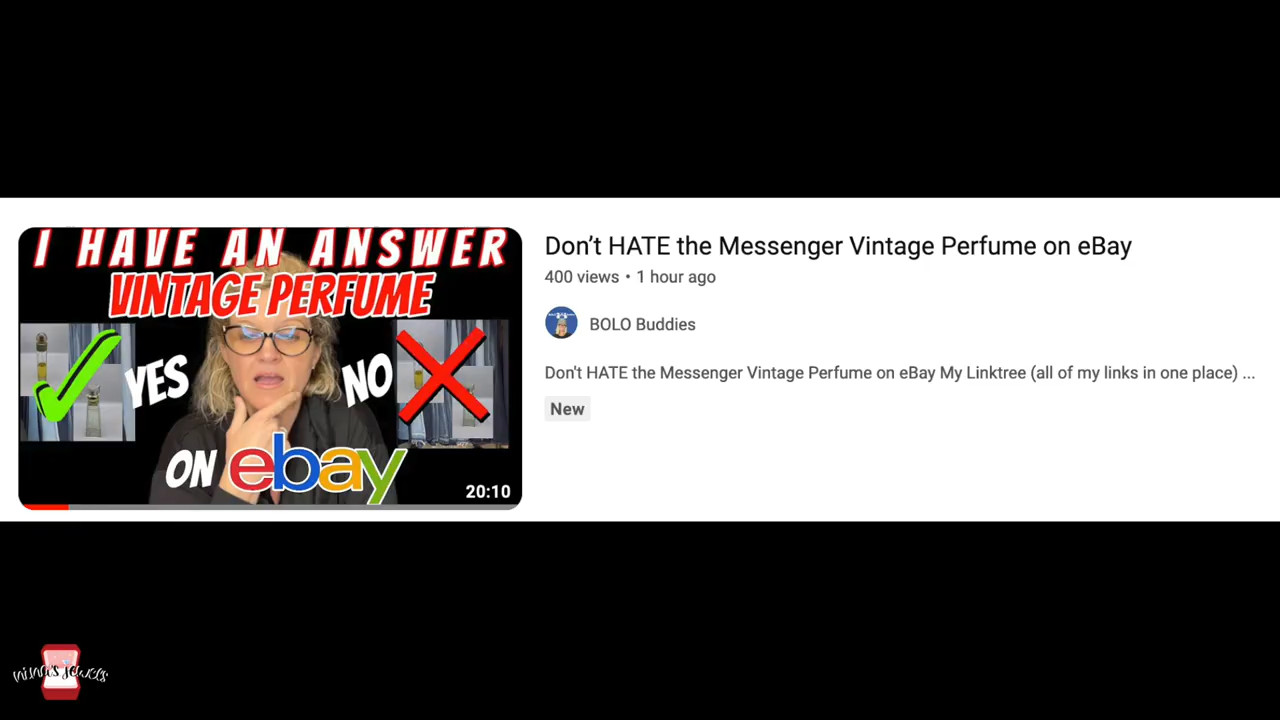 I HAVE AN ANSWER
VINTAGE PERFUME
YES
NO
ON ebay
20:10
Don’t HATE the Messenger Vintage Perfume on eBay
400 views • 1 hour ago
BOLO Buddies
Don't HATE the Messenger Vintage Perfume on eBay My Linktree (all of my links in one place) ...
New
nina's jewels